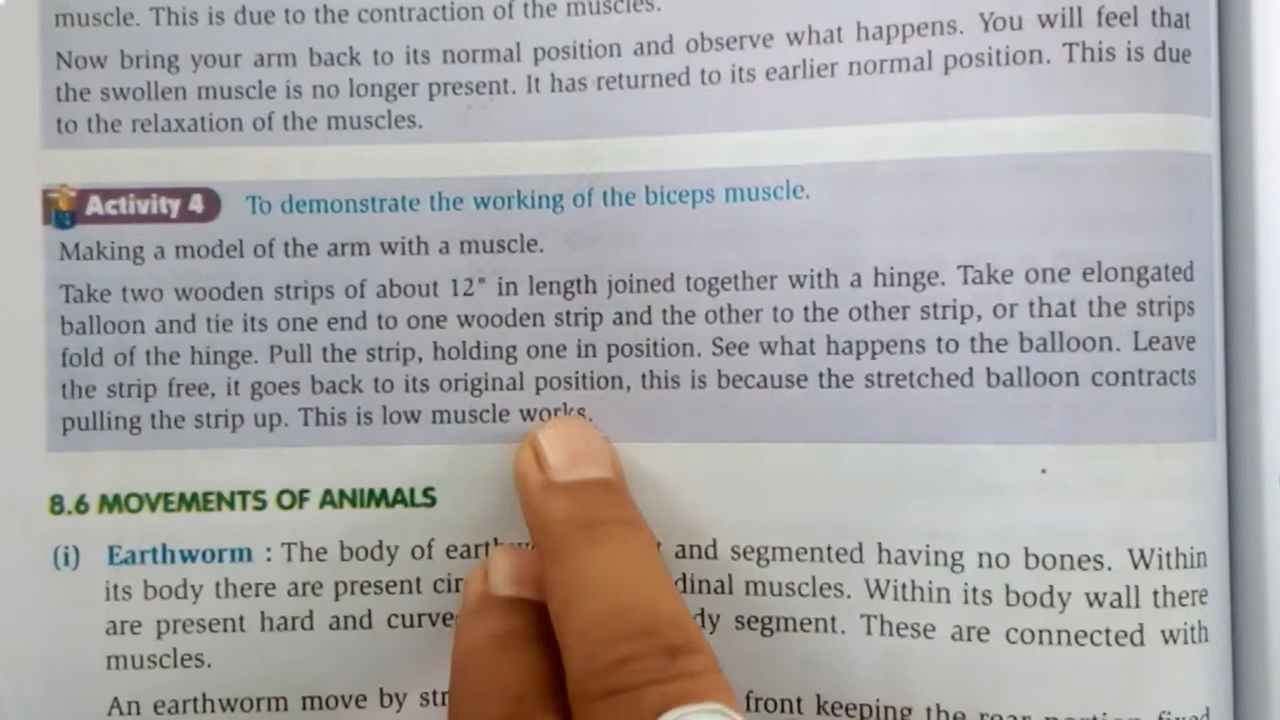 muscle. This is due to the contraction of the muscles.
Now bring your arm back to its normal position and observe what happens. You will feel that
the swollen muscle is no longer present. It has returned to its earlier normal position. This is due
to the relaxation of the muscles.
Activity 4 To demonstrate the working of the biceps muscle.
Making a model of the arm with a muscle.
Take two wooden strips of about 12" in length joined together with a hinge. Take one elongated
balloon and tie its one end to one wooden strip and the other to the other strip, or that the strips
fold of the hinge. Pull the strip, holding one in position. See what happens to the balloon. Leave
the strip free, it goes back to its original position, this is because the stretched balloon contracts
pulling the strip up. This is low muscle works.
8.6 MOVEMENTS OF ANIMALS
(i) Earthworm : The body of and segmented having no bones. Within
its body there are present muscles. Within its body wall there
are present hard and segment. These are connected with
muscles.
An earthworm move by front keeping the rear portion fixed